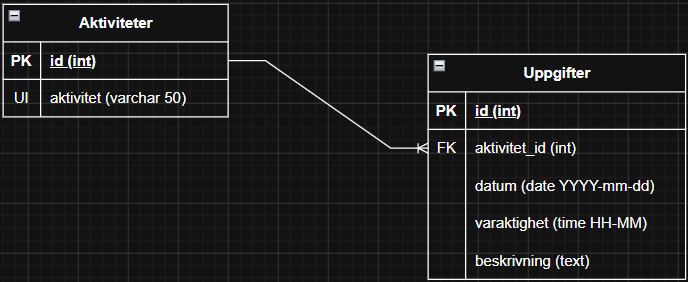 Aktiviteter
PK id (int)
UI aktivitet (varchar 50)
Uppgifter
PK id (int)
FK aktivitet_id (int)
datum (date YYYY-mm-dd)
varaktighet (time HH-MM)
beskrivning (text)